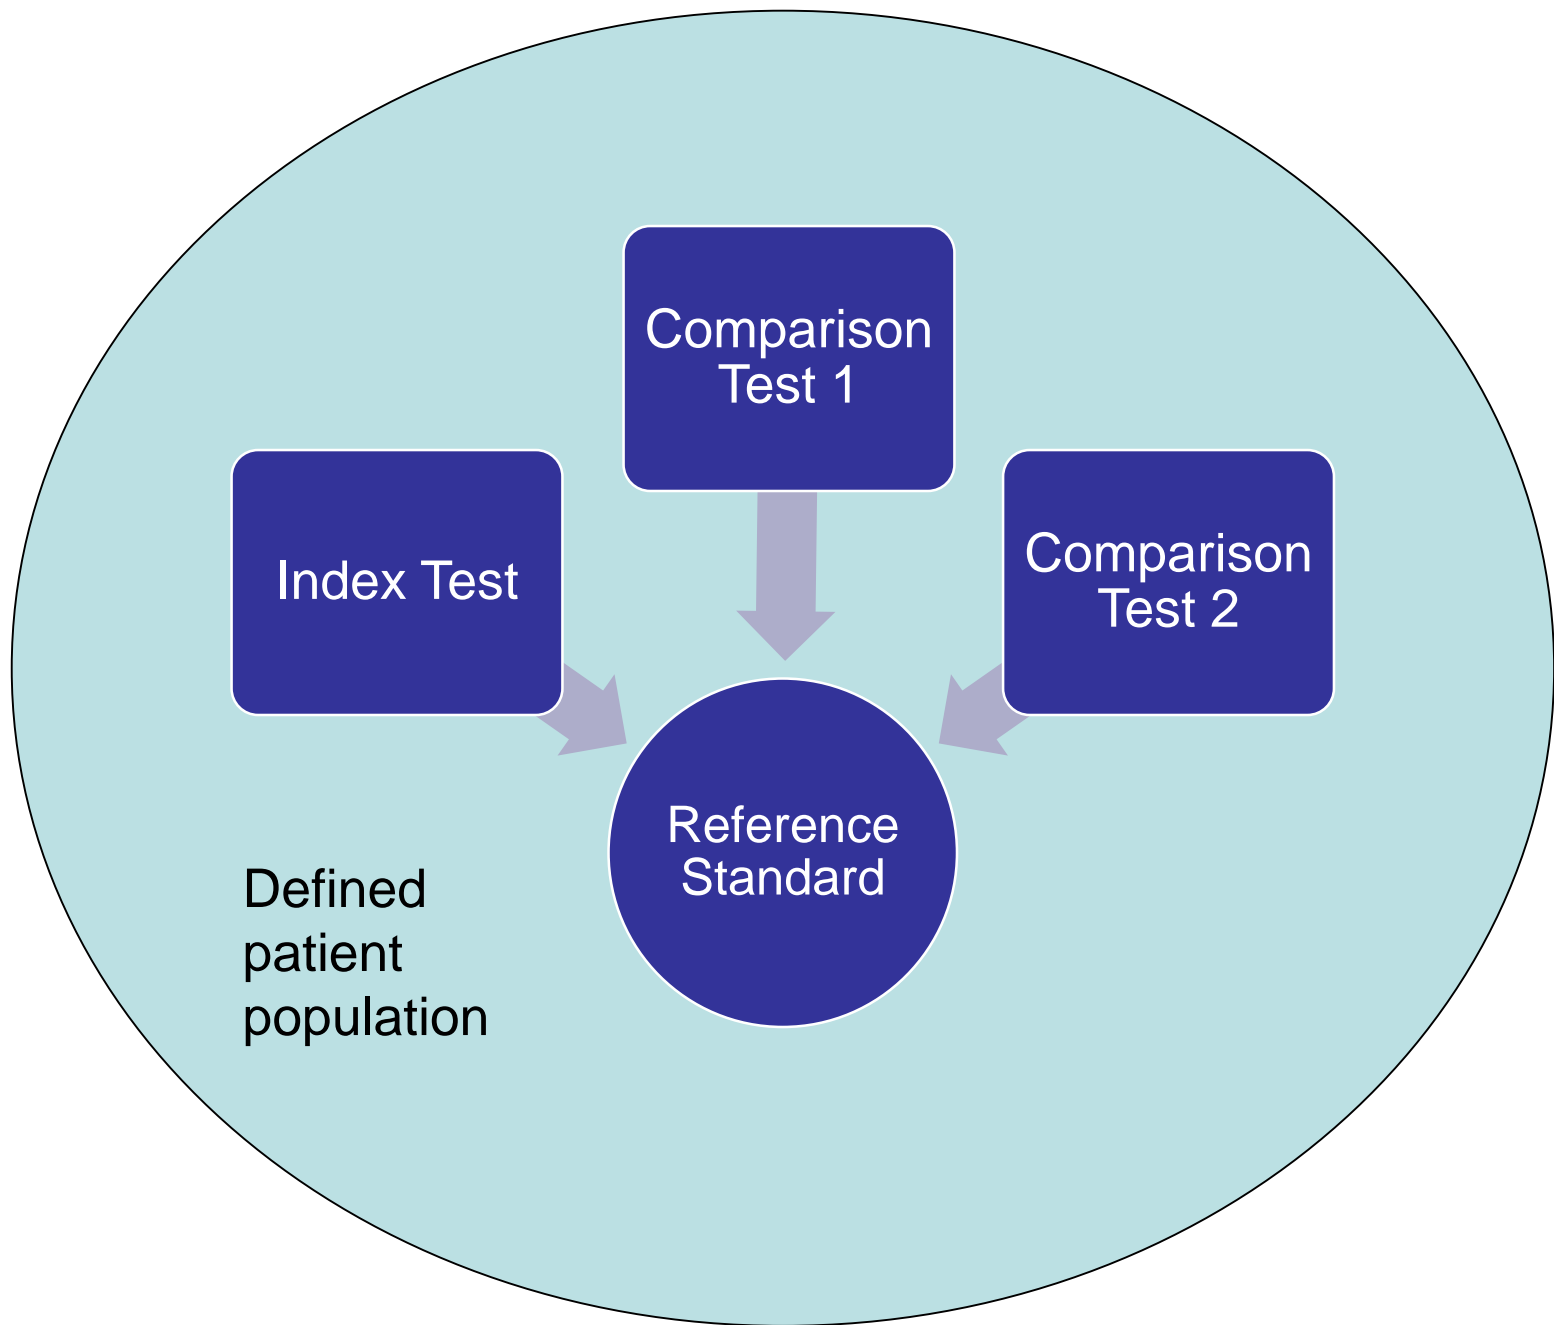 Comparison
Test 1
Index Test
Comparison
Test 2
Reference
Standard
Defined
patient
population